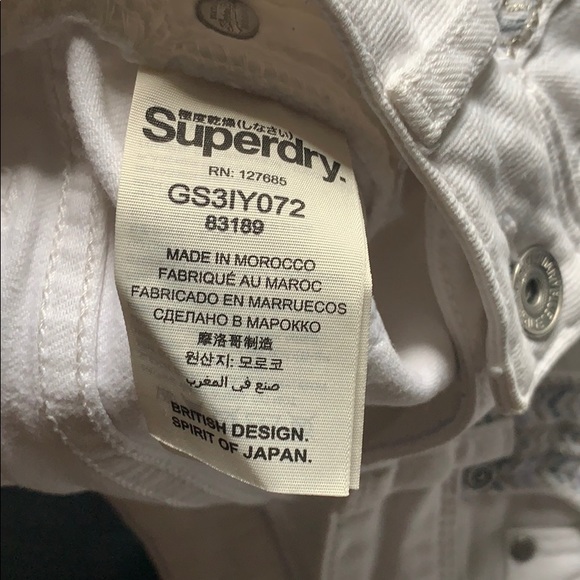 極度乾燥(しなさい)
Superdry.
RN: 127685
GS3IY072
83189
MADE IN MOROCCO
FABRIQUÉ AU MAROC
FABRICADO EN MARRUECOS
СДЕЛАНО В МАРОККО
摩洛哥制造
원산지: 모로코
صنع في المغرب
BRITISH DESIGN.
SPIRIT OF JAPAN.